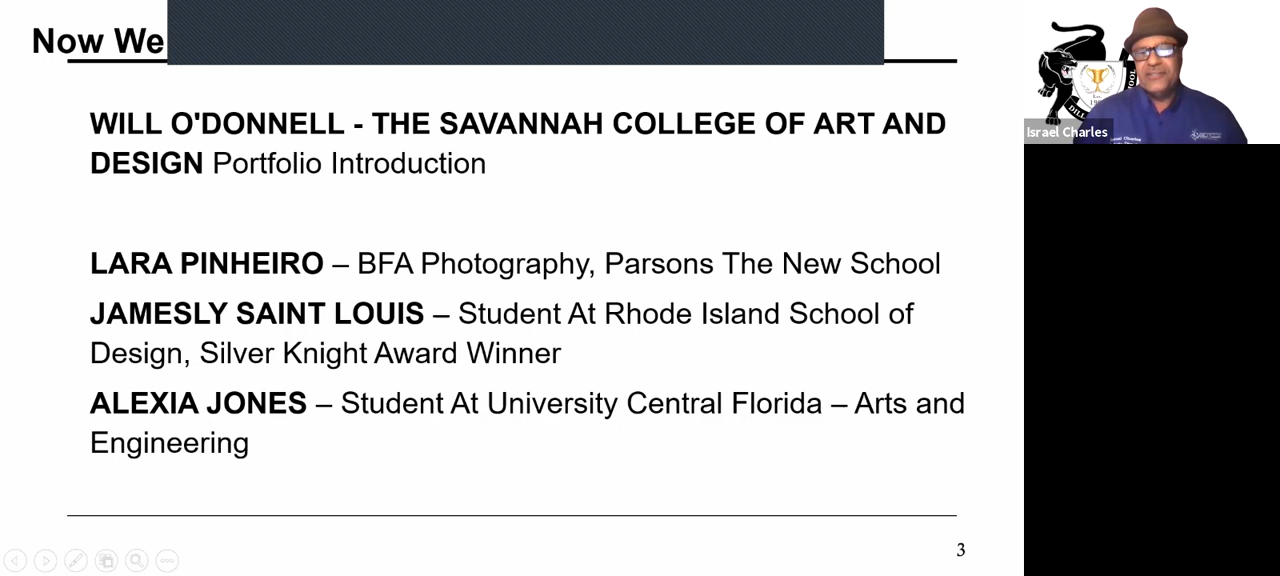 Now We
WILL O'DONNELL - THE SAVANNAH COLLEGE OF ART AND
DESIGN Portfolio Introduction
LARA PINHEIRO – BFA Photography, Parsons The New School
JAMESLY SAINT LOUIS – Student At Rhode Island School of
Design, Silver Knight Award Winner
ALEXIA JONES – Student At University Central Florida – Arts and
Engineering
3
Israel Charles